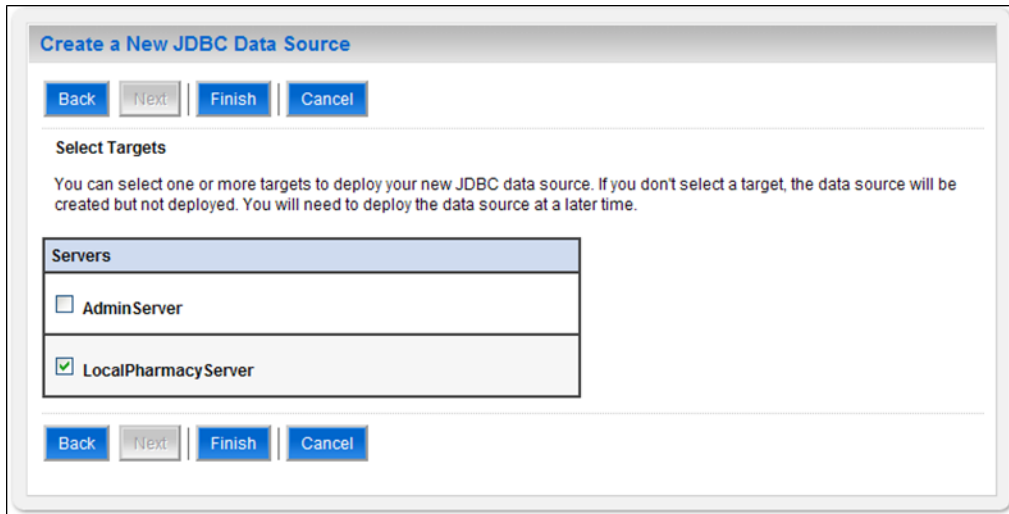 Create a New JDBC Data Source
Back Next Finish Cancel
Select Targets
You can select one or more targets to deploy your new JDBC data source. If you don't select a target, the data source will be
created but not deployed. You will need to deploy the data source at a later time.
Servers
AdminServer
LocalPharmacyServer
Back Next Finish Cancel